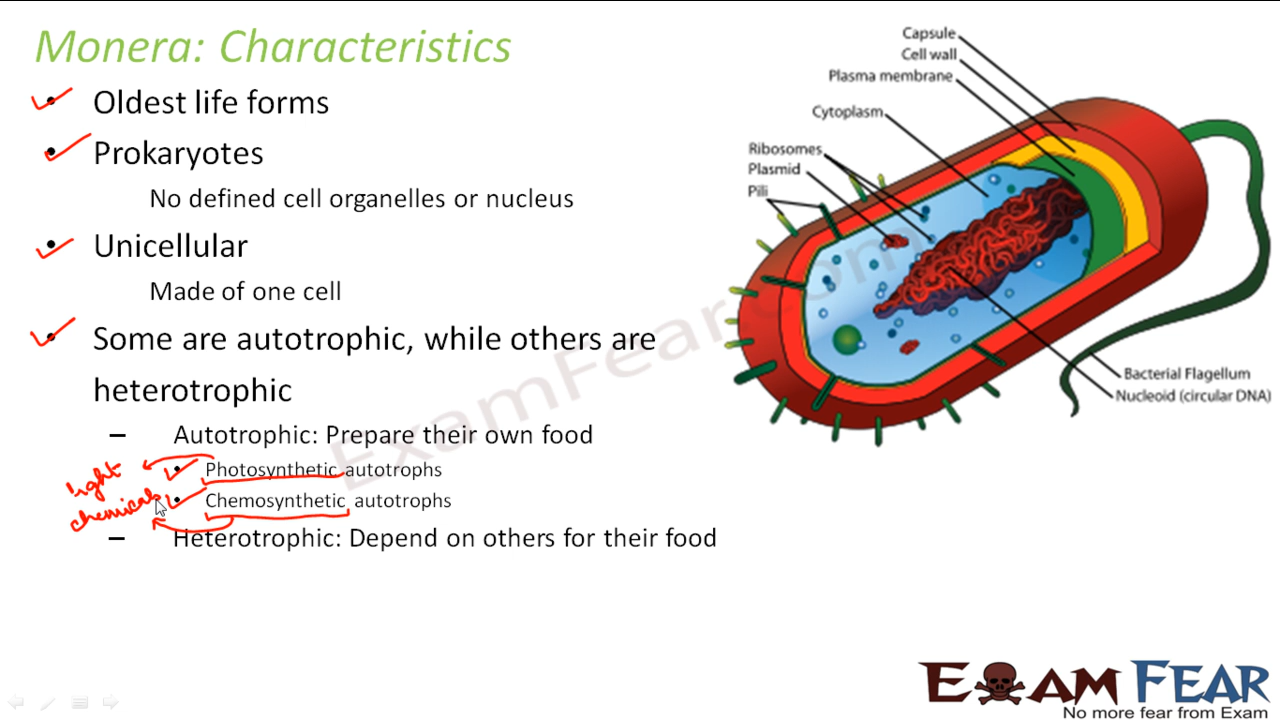 Monera: Characteristics
• Oldest life forms
• Prokaryotes
No defined cell organelles or nucleus
• Unicellular
Made of one cell
• Some are autotrophic, while others are
heterotrophic
– Autotrophic: Prepare their own food
• Photosynthetic autotrophs
light
• Chemosynthetic autotrophs
chemicals
– Heterotrophic: Depend on others for their food
Capsule
Cell wall
Plasma membrane
Cytoplasm
Ribosomes
Plasmid
Pili
Bacterial Flagellum
Nucleoid (circular DNA)
ExamFear.com
EXAM FEAR
No more fear from Exam